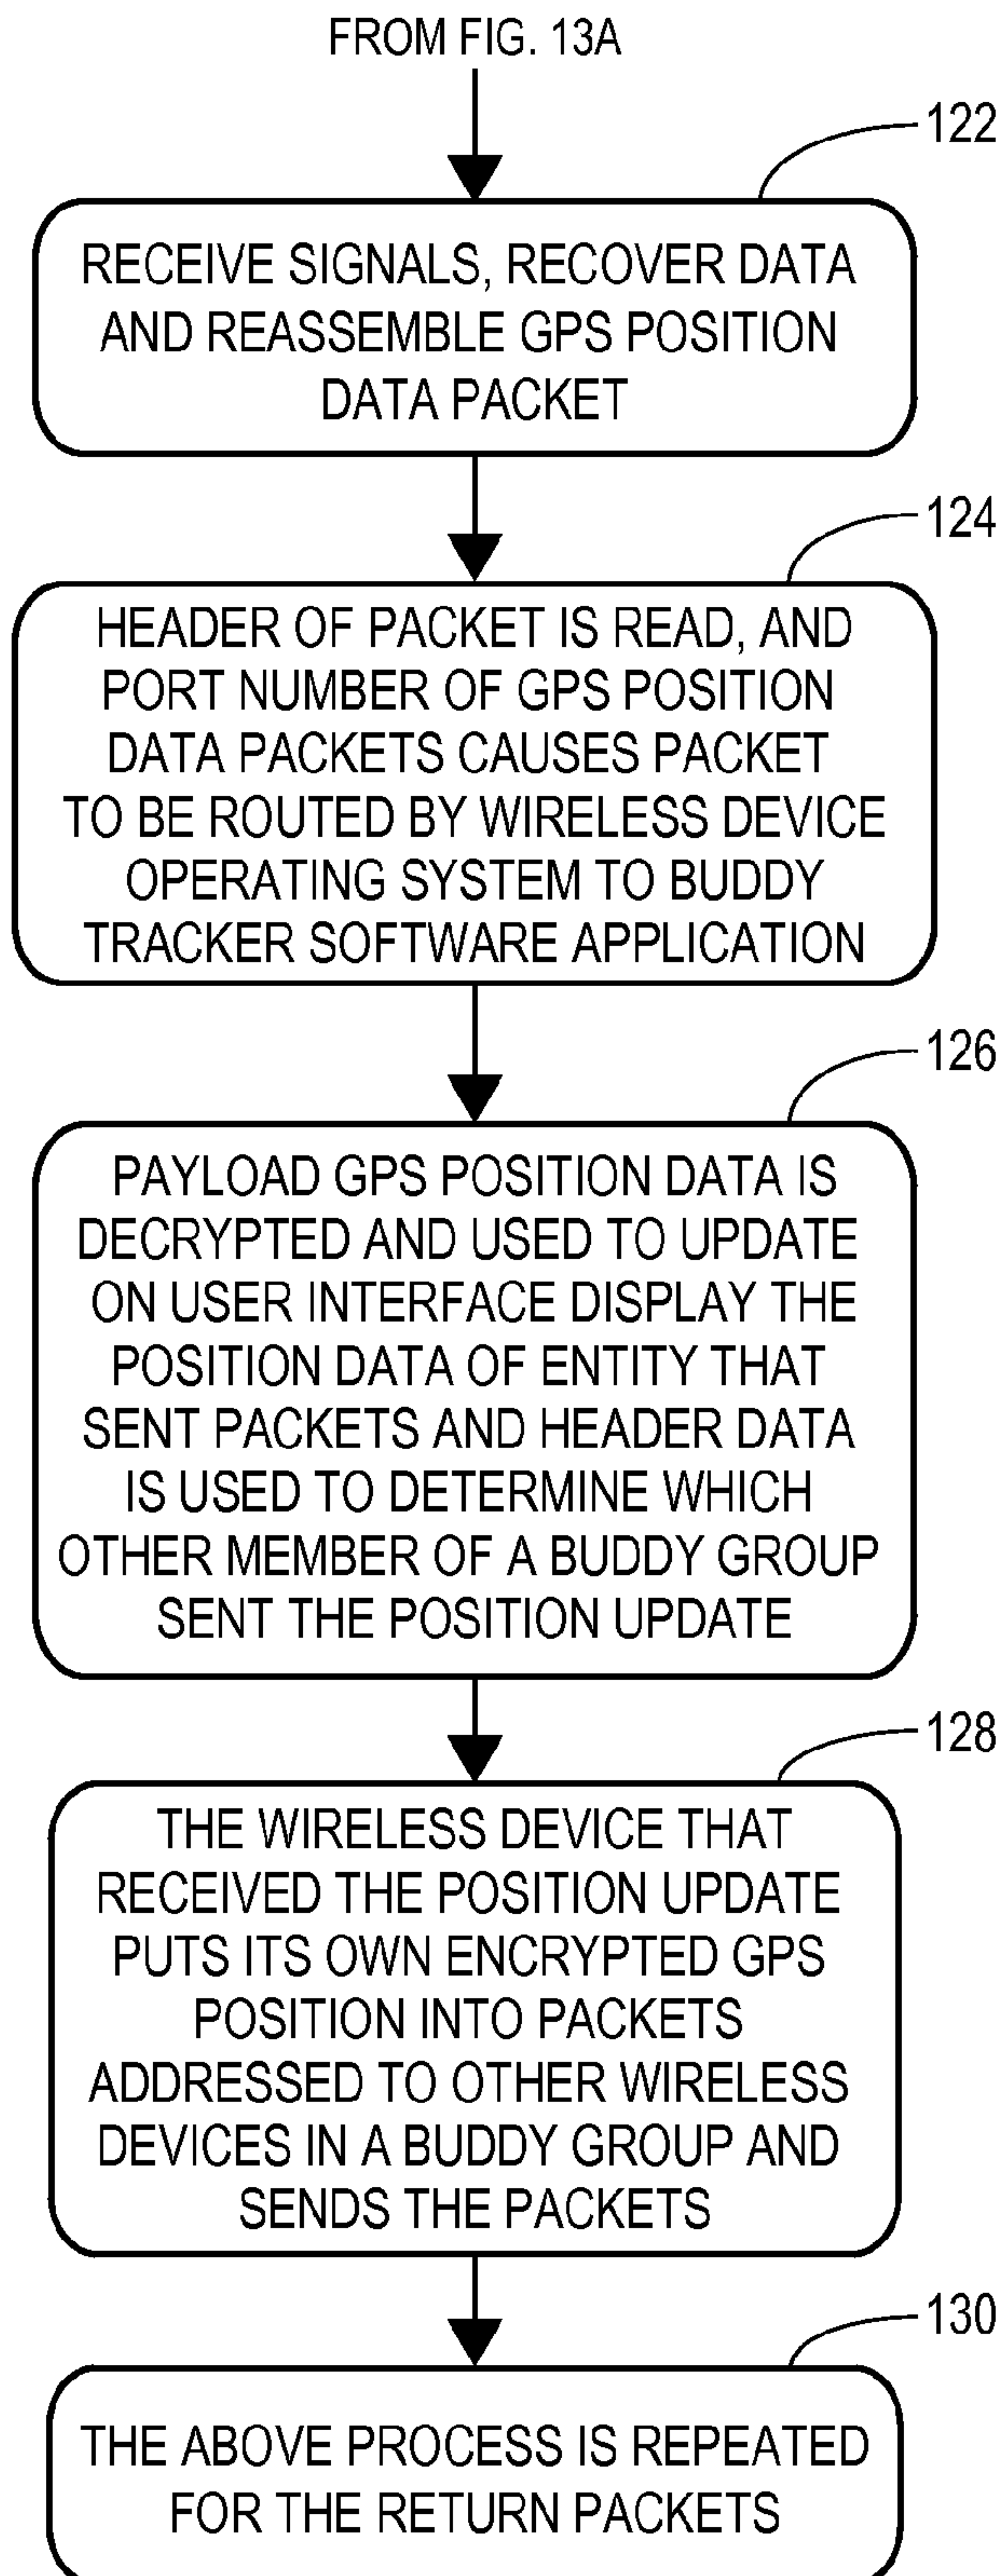 FROM FIG. 13A
122
RECEIVE SIGNALS, RECOVER DATA
AND REASSEMBLE GPS POSITION
DATA PACKET
124
HEADER OF PACKET IS READ, AND
PORT NUMBER OF GPS POSITION
DATA PACKETS CAUSES PACKET
TO BE ROUTED BY WIRELESS DEVICE
OPERATING SYSTEM TO BUDDY
TRACKER SOFTWARE APPLICATION
126
PAYLOAD GPS POSITION DATA IS
DECRYPTED AND USED TO UPDATE
ON USER INTERFACE DISPLAY THE
POSITION DATA OF ENTITY THAT
SENT PACKETS AND HEADER DATA
IS USED TO DETERMINE WHICH
OTHER MEMBER OF A BUDDY GROUP
SENT THE POSITION UPDATE
128
THE WIRELESS DEVICE THAT
RECEIVED THE POSITION UPDATE
PUTS ITS OWN ENCRYPTED GPS
POSITION INTO PACKETS
ADDRESSED TO OTHER WIRELESS
DEVICES IN A BUDDY GROUP AND
SENDS THE PACKETS
130
THE ABOVE PROCESS IS REPEATED
FOR THE RETURN PACKETS